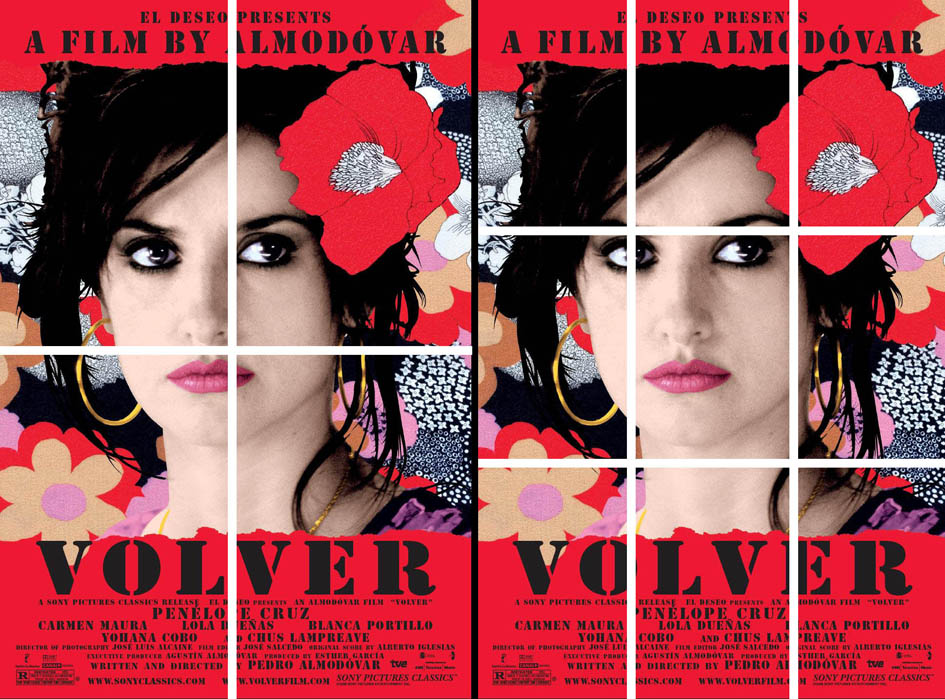 EL DESEO PRESENTS
A FILM BY ALMODÓVAR
VOLVER
A SONY PICTURES CLASSICS RELEASE EL DESEO PRESENTS AN ALMODÓVAR FILM "VOLVER"
PENÉLOPE CRUZ
CARMEN MAURA LOLA DUEÑAS BLANCA PORTILLO
YOHANA COBO AND CHUS LAMPREAVE
DIRECTOR OF PHOTOGRAPHY JOSÉ LUIS ALCAINE FILM EDITOR JOSÉ SALCEDO ORIGINAL SCORE BY ALBERTO IGLESIAS
EXECUTIVE PRODUCER AGUSTÍN ALMODÓVAR PRODUCED BY ESTHER GARCÍA
WRITTEN AND DIRECTED BY PEDRO ALMODÓVAR tve
R WWW.SONYCLASSICS.COM WWW.VOLVERFILM.COM SONY PICTURES CLASSICS
EL DESEO PRESENTS
A FILM BY ALMODÓVAR
VOLVER
A SONY PICTURES CLASSICS RELEASE EL DESEO PRESENTS AN ALMODÓVAR FILM "VOLVER"
PENÉLOPE CRUZ
CARMEN MAURA LOLA DUEÑAS BLANCA PORTILLO
YOHANA COBO AND CHUS LAMPREAVE
DIRECTOR OF PHOTOGRAPHY JOSÉ LUIS ALCAINE FILM EDITOR JOSÉ SALCEDO ORIGINAL SCORE BY ALBERTO IGLESIAS
EXECUTIVE PRODUCER AGUSTÍN ALMODÓVAR PRODUCED BY ESTHER GARCÍA
WRITTEN AND DIRECTED BY PEDRO ALMODÓVAR tve
R WWW.SONYCLASSICS.COM WWW.VOLVERFILM.COM SONY PICTURES CLASSICS